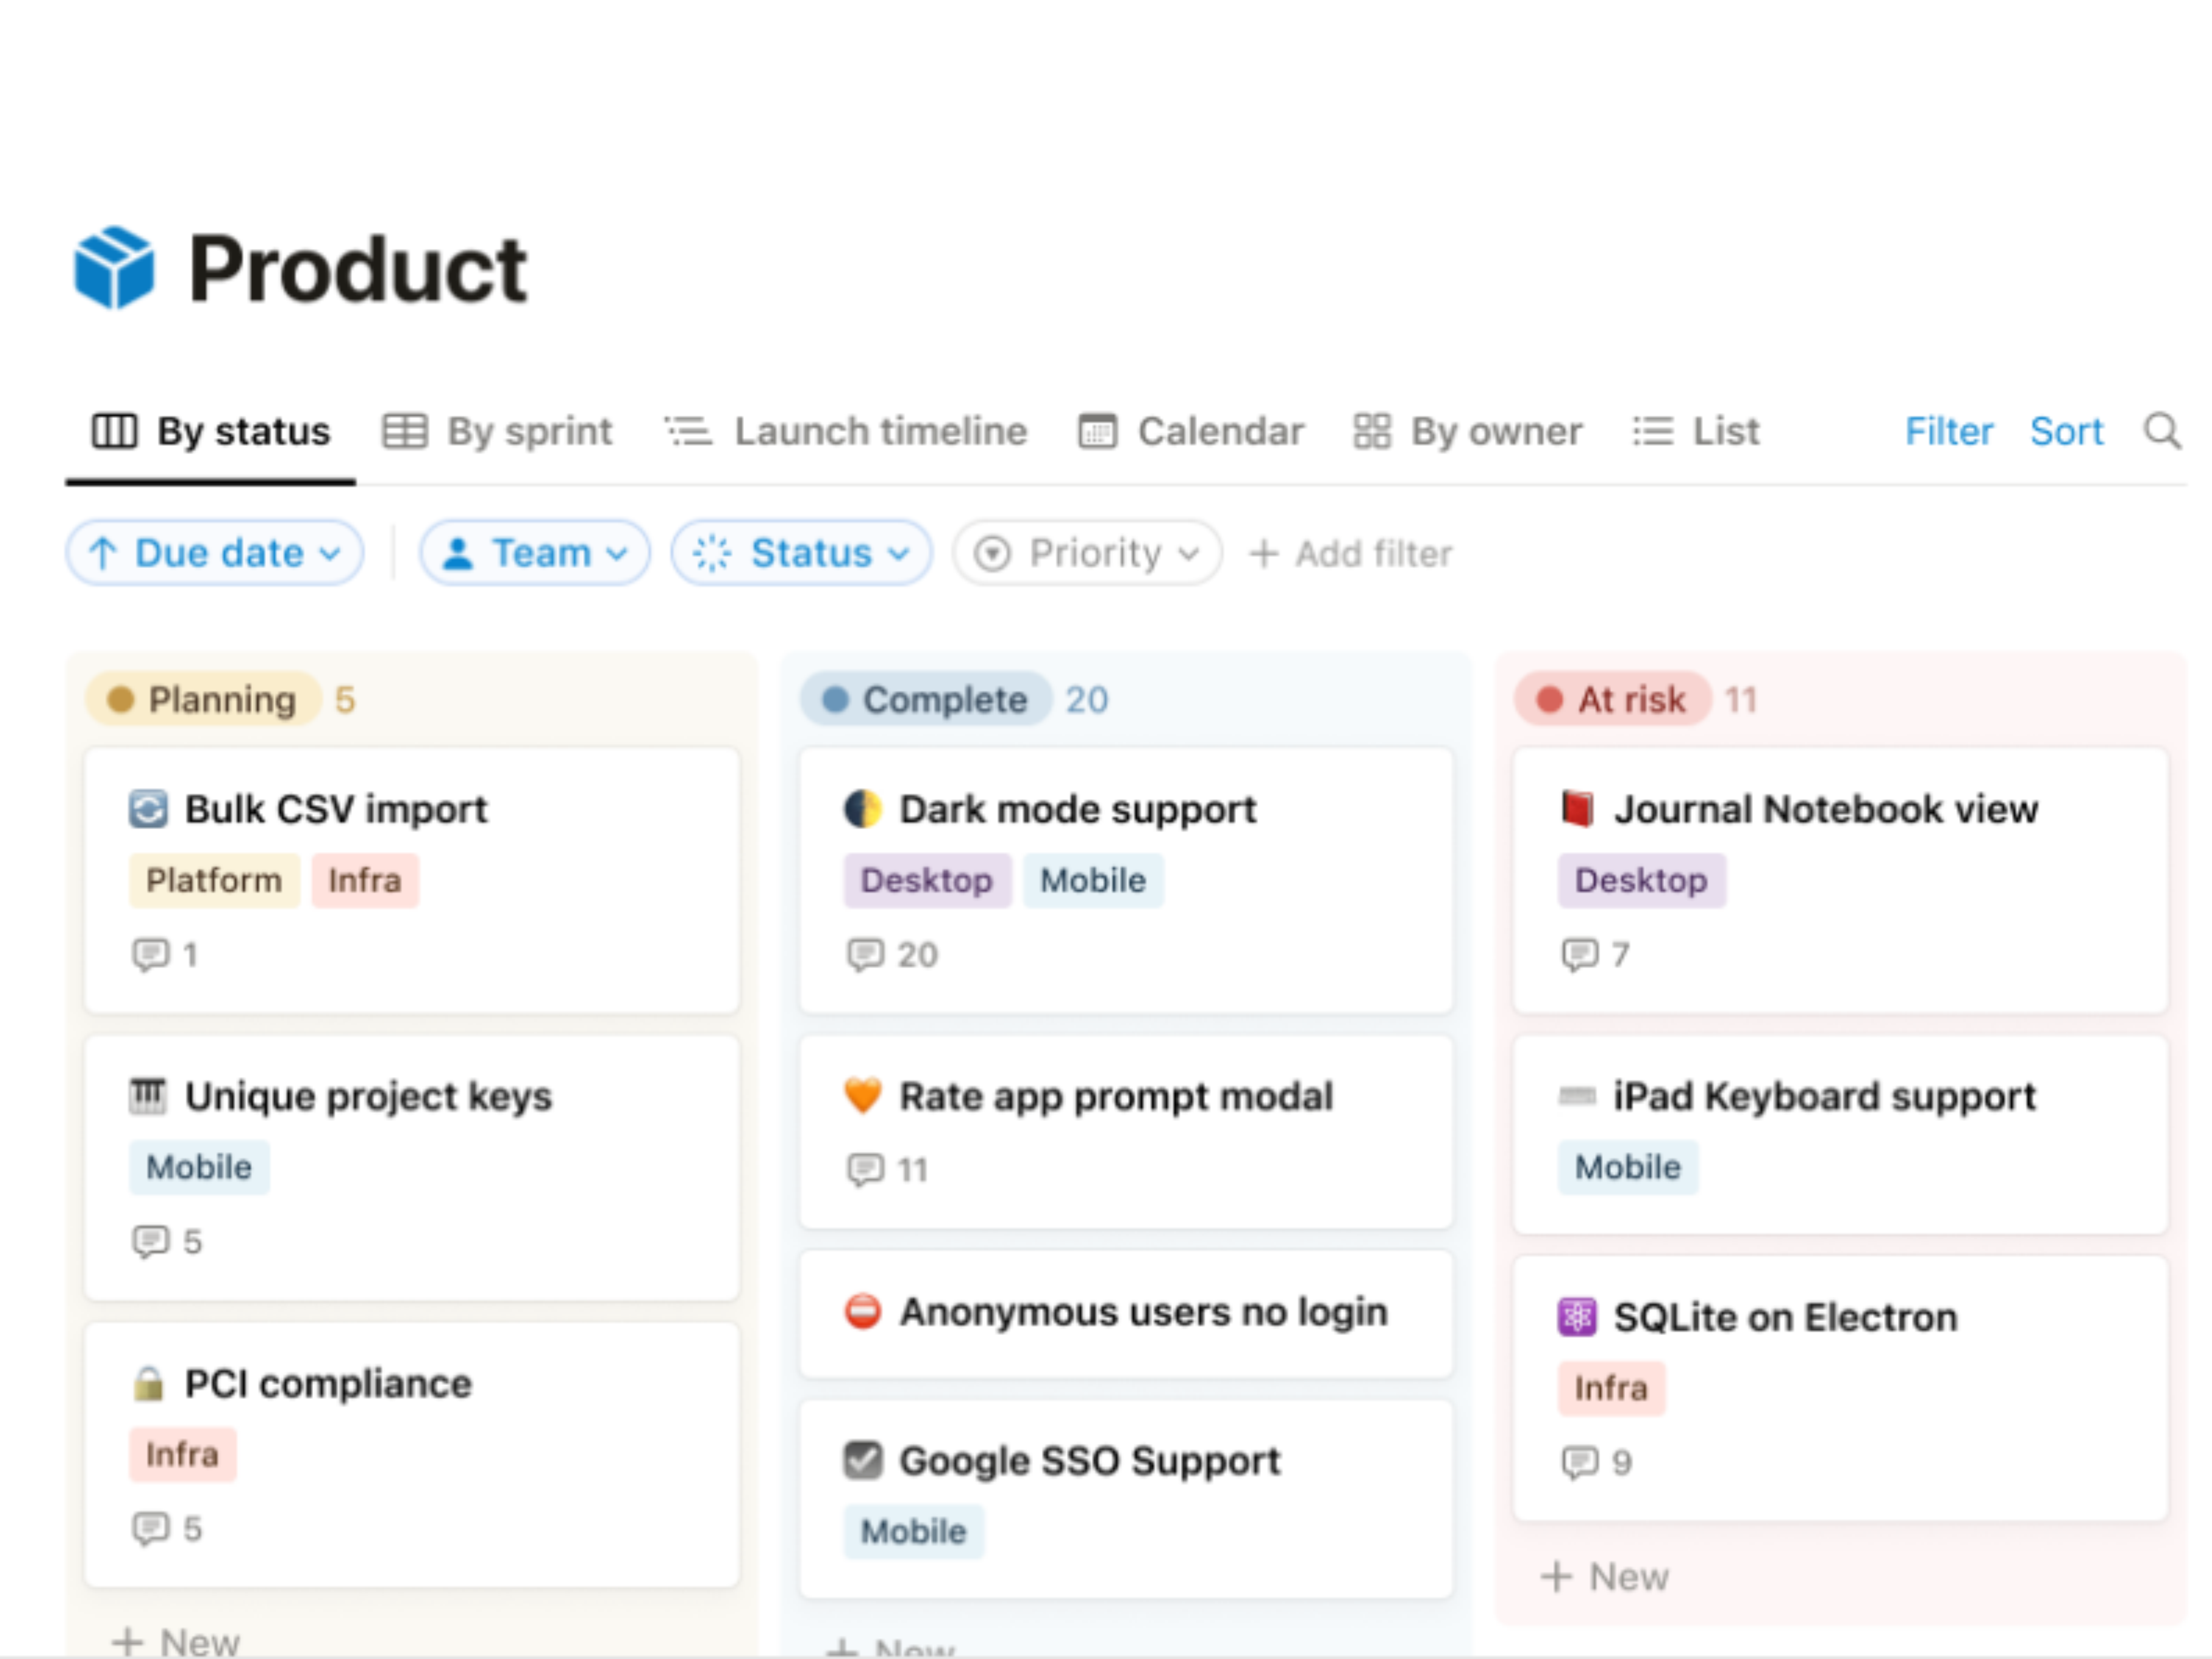 Product
By status By sprint Launch timeline Calendar By owner List Filter Sort
Due date Team Status Priority + Add filter
Planning 5
Bulk CSV import
Platform Infra
1
Unique project keys
Mobile
5
PCI compliance
Infra
5
+ New
Complete 20
Dark mode support
Desktop Mobile
20
Rate app prompt modal
11
Anonymous users no login
Google SSO Support
Mobile
+ New
At risk 11
Journal Notebook view
Desktop
7
iPad Keyboard support
Mobile
SQLite on Electron
Infra
9
+ New